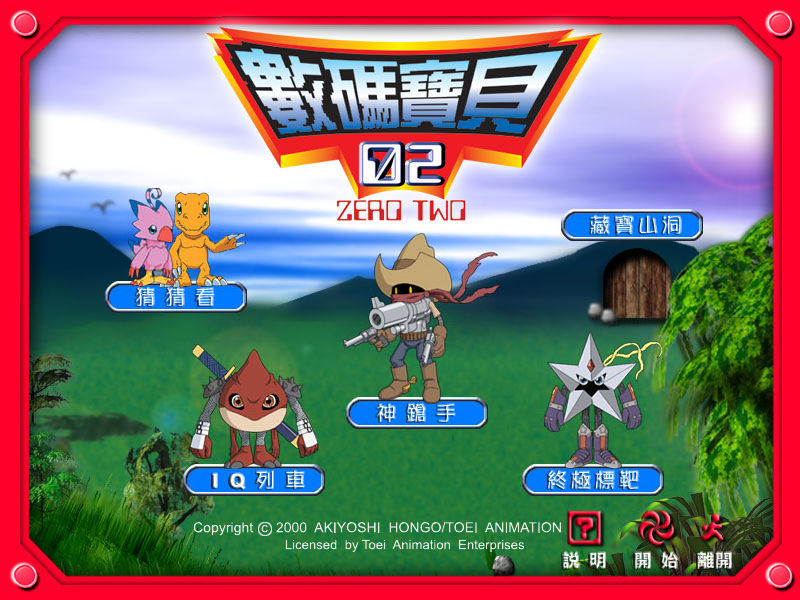 數碼寶貝
02
ZERO TWO
藏寶山洞
猜猜看
神鎗手
IQ列車
終極標靶
Copyright © 2000 AKIYOSHI HONGO/TOEI ANIMATION
Licensed by Toei Animation Enterprises
?
説明
開始
離開